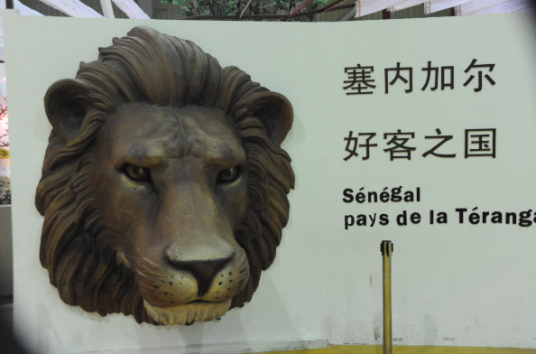 塞内加尔
好客之国
Sénégal
pays de la Téranga